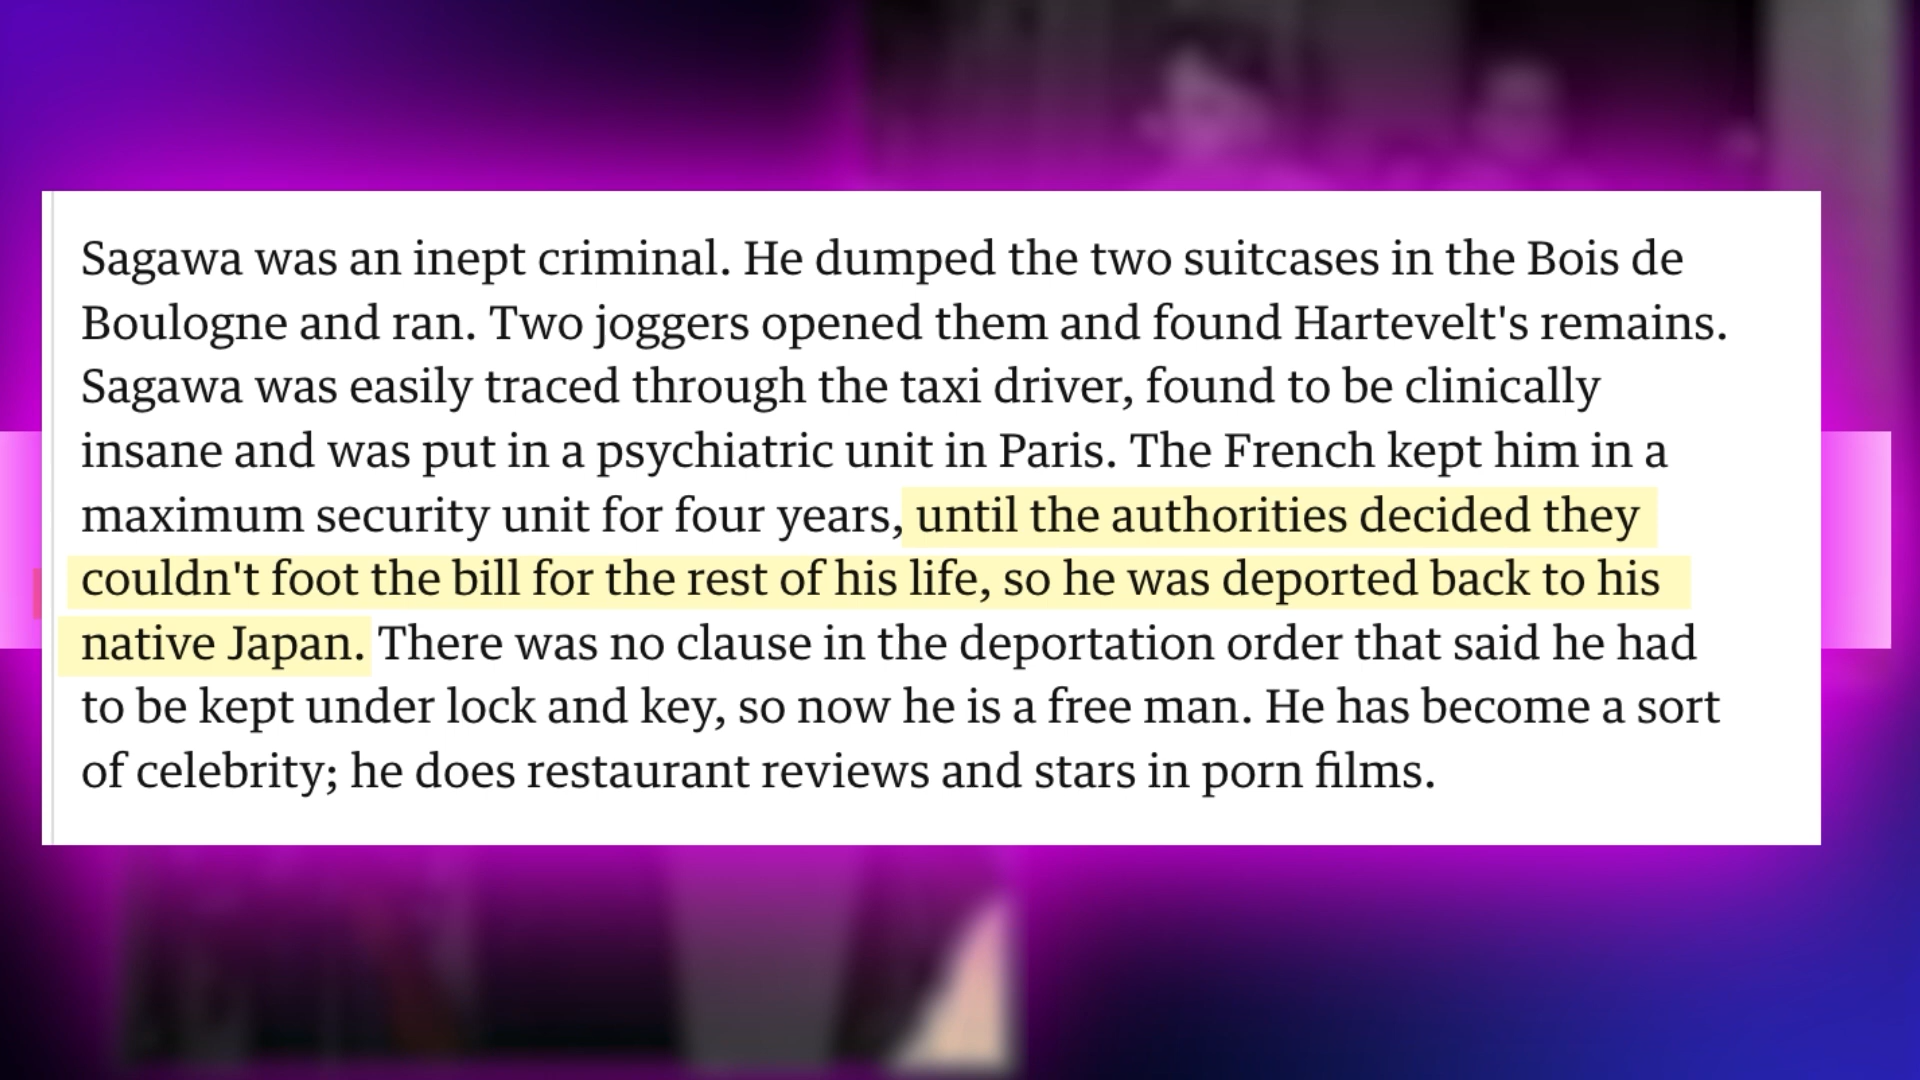 Sagawa was an inept criminal. He dumped the two suitcases in the Bois de
Boulogne and ran. Two joggers opened them and found Hartevelt's remains.
Sagawa was easily traced through the taxi driver, found to be clinically
insane and was put in a psychiatric unit in Paris. The French kept him in a
maximum security unit for four years, until the authorities decided they
couldn't foot the bill for the rest of his life, so he was deported back to his
native Japan. There was no clause in the deportation order that said he had
to be kept under lock and key, so now he is a free man. He has become a sort
of celebrity; he does restaurant reviews and stars in porn films.